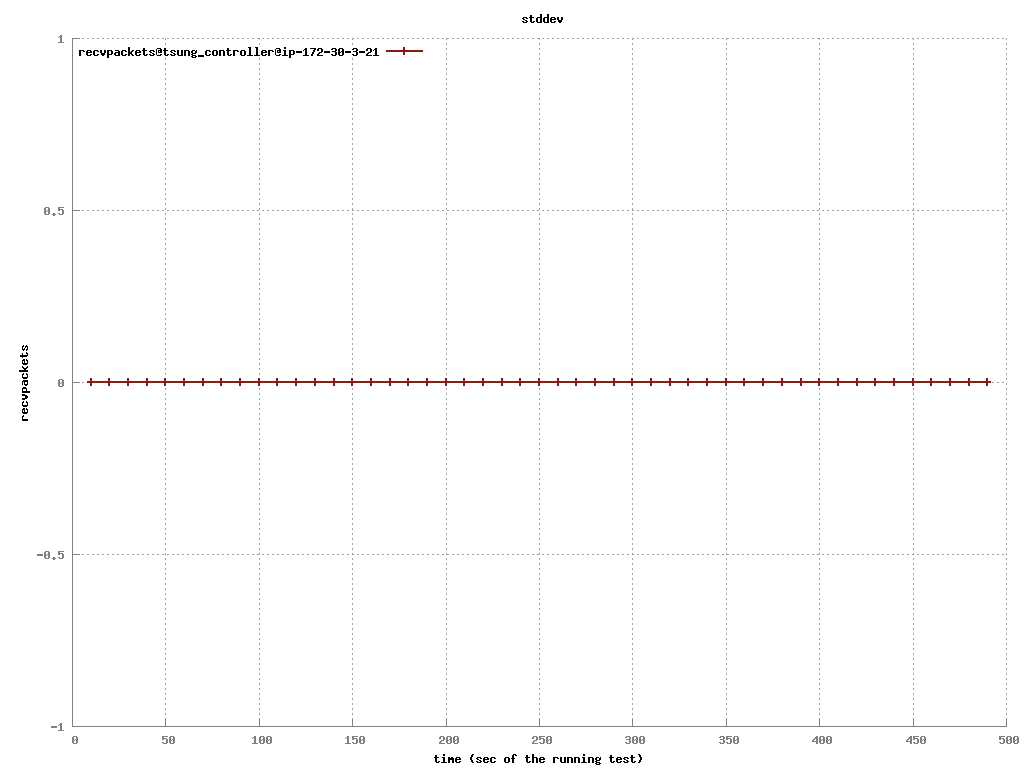 stddev
recvpackets@tsung_controller@ip-172-30-3-21
1
0.5
0
-0.5
-1
recvpackets
0 50 100 150 200 250 300 350 400 450 500
time (sec of the running test)